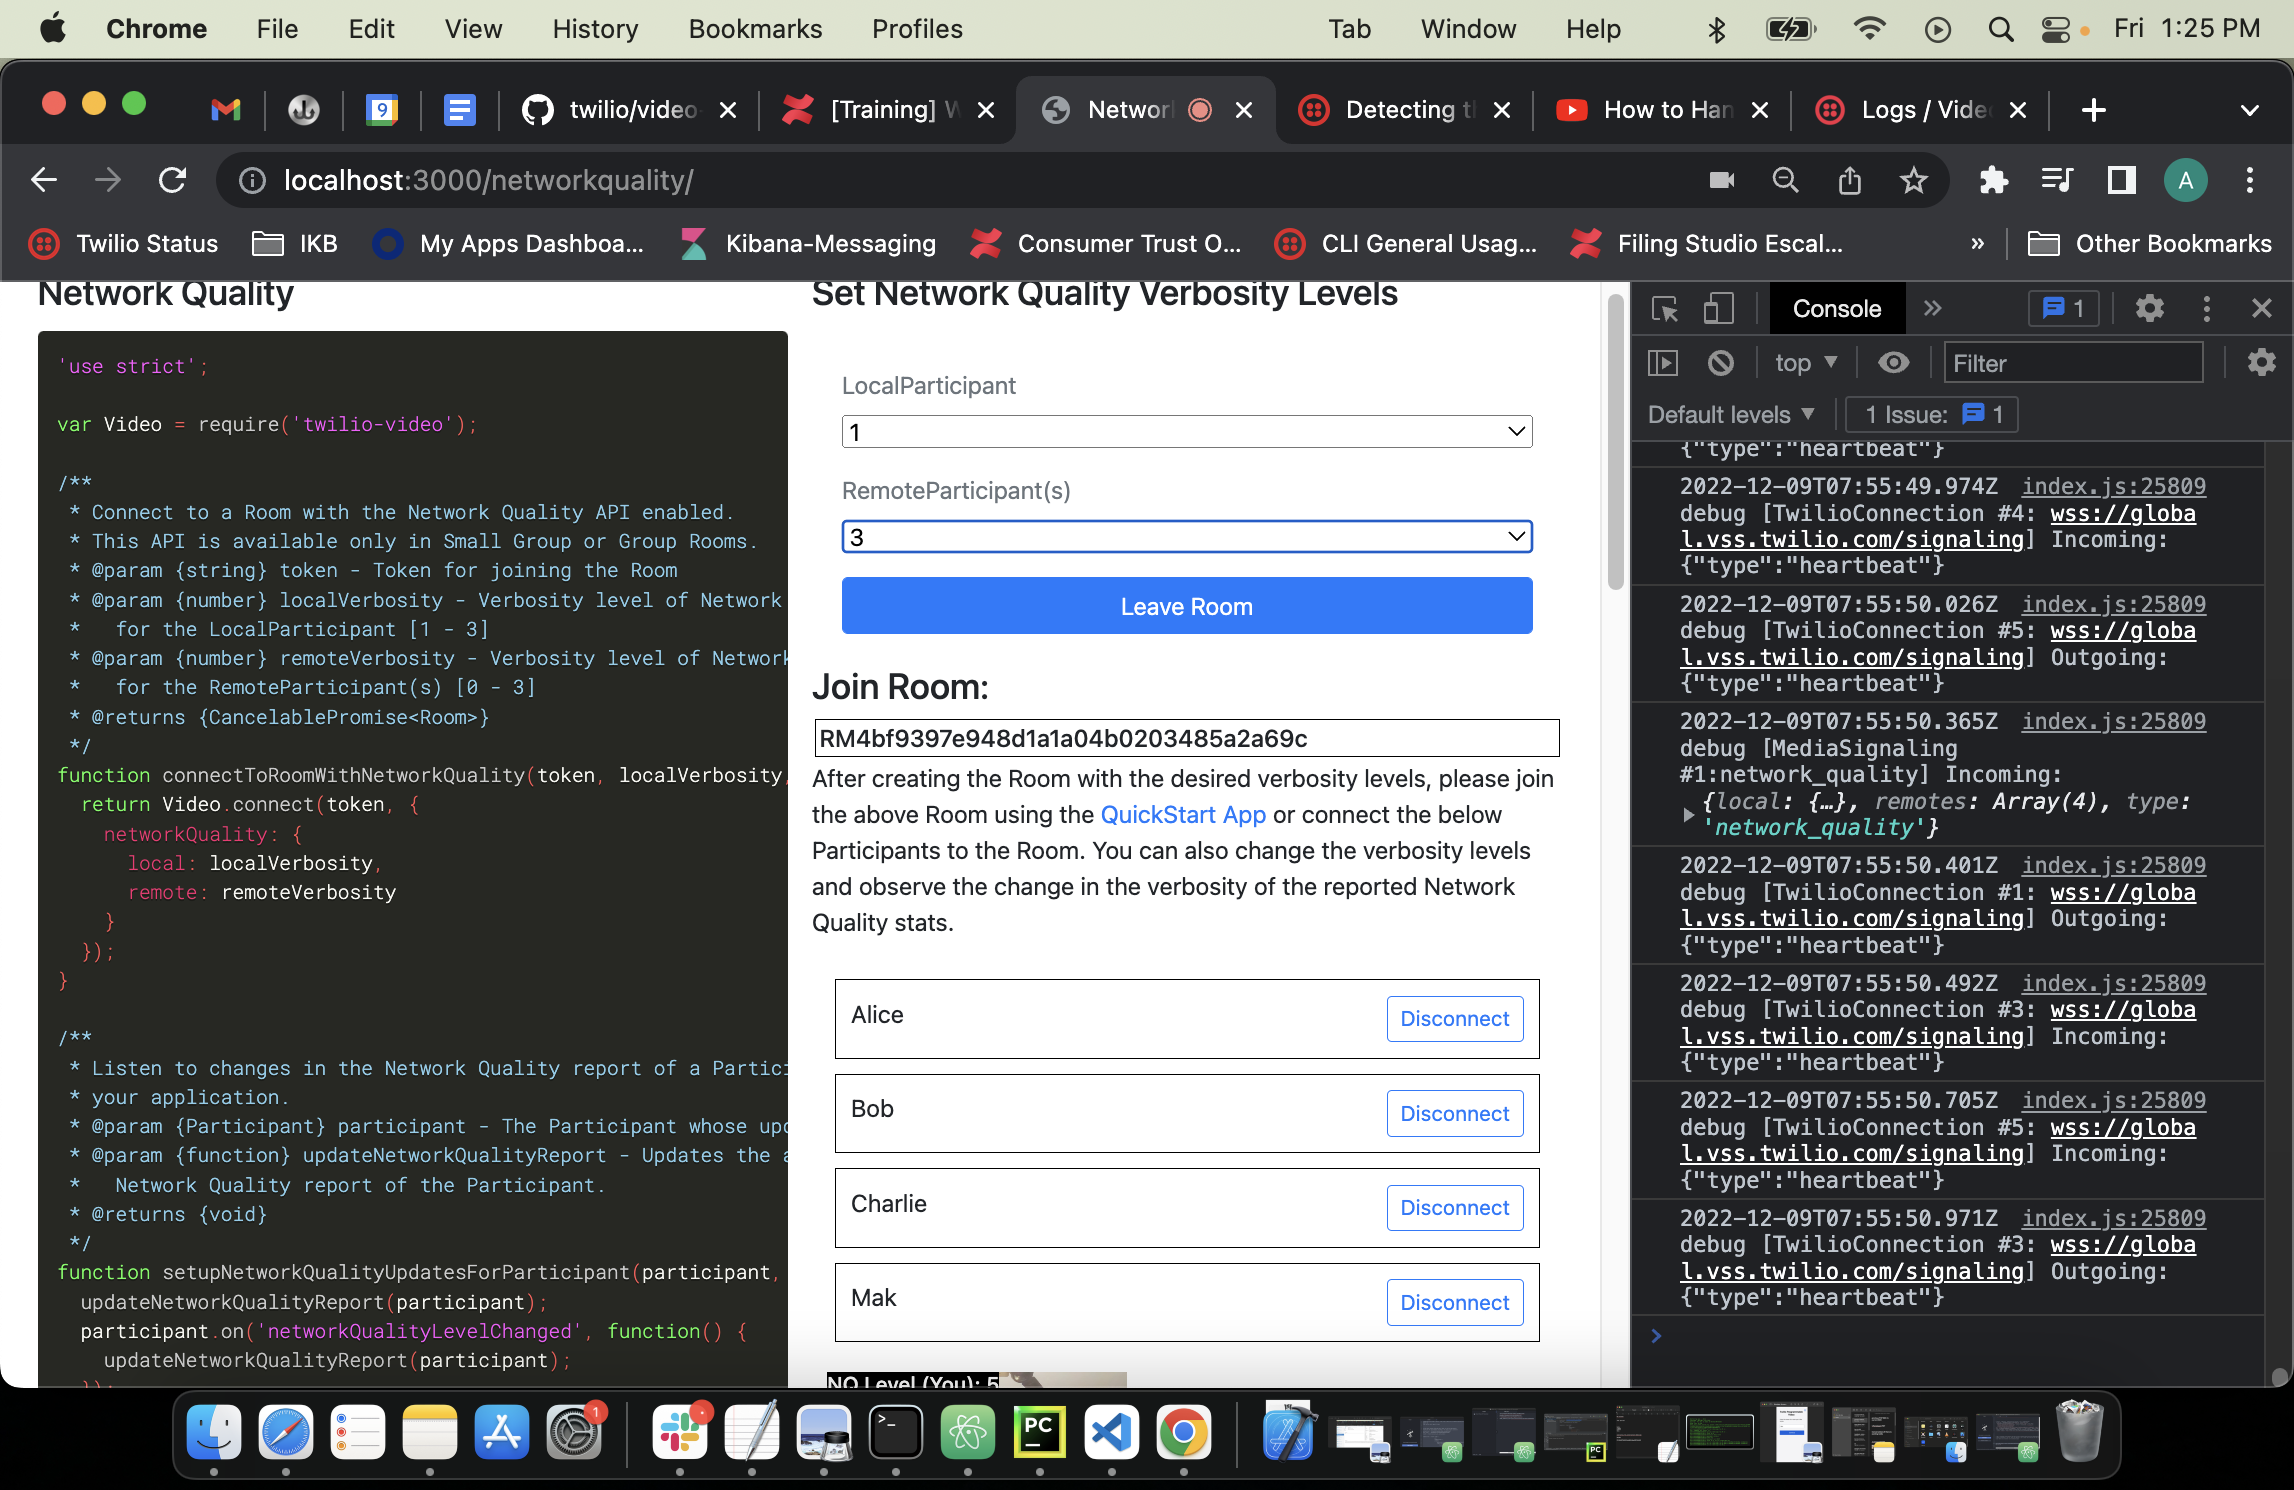 Chrome File Edit View History Bookmarks Profiles Tab Window Help Fri 1:25 PM
9 twilio/video- [Training] W Network Detecting th How to Han Logs / Vide
localhost:3000/networkquality/ A
Twilio Status IKB My Apps Dashboa... Kibana-Messaging Consumer Trust O... CLI General Usag... Filing Studio Escal... » Other Bookmarks
Network Quality
'use strict';
var Video = require('twilio-video');
/**
* Connect to a Room with the Network Quality API enabled.
* This API is available only in Small Group or Group Rooms.
* @param {string} token - Token for joining the Room
* @param {number} localVerbosity - Verbosity level of Network
*   for the LocalParticipant [1 - 3]
* @param {number} remoteVerbosity - Verbosity level of Network
*   for the RemoteParticipant(s) [0 - 3]
* @returns {CancelablePromise<Room>}
*/
function connectToRoomWithNetworkQuality(token, localVerbosity,
return Video.connect(token, {
networkQuality: {
local: localVerbosity,
remote: remoteVerbosity
}
});
}
/**
* Listen to changes in the Network Quality report of a Partici
* your application.
* @param {Participant} participant - The Participant whose upd
* @param {function} updateNetworkQualityReport - Updates the a
*   Network Quality report of the Participant.
* @returns {void}
*/
function setupNetworkQualityUpdatesForParticipant(participant,
updateNetworkQualityReport(participant);
participant.on('networkQualityLevelChanged', function() {
updateNetworkQualityReport(participant);
});
Set Network Quality Verbosity Levels
LocalParticipant
1
RemoteParticipant(s)
3
Leave Room
Join Room:
RM4bf9397e948d1a1a04b0203485a2a69c
After creating the Room with the desired verbosity levels, please join
the above Room using the QuickStart App or connect the below
Participants to the Room. You can also change the verbosity levels
and observe the change in the verbosity of the reported Network
Quality stats.
Alice Disconnect
Bob Disconnect
Charlie Disconnect
Mak Disconnect
NQ Level (You): 5
Console » 1
top Filter
Default levels 1 Issue: 1
{"type":"heartbeat"}
2022-12-09T07:55:49.974Z index.js:25809
debug [TwilioConnection #4: wss://globa
l.vss.twilio.com/signaling] Incoming:
{"type":"heartbeat"}
2022-12-09T07:55:50.026Z index.js:25809
debug [TwilioConnection #5: wss://globa
l.vss.twilio.com/signaling] Outgoing:
{"type":"heartbeat"}
2022-12-09T07:55:50.365Z index.js:25809
debug [MediaSignaling
#1:network_quality] Incoming:
{local: {…}, remotes: Array(4), type:
'network_quality'}
2022-12-09T07:55:50.401Z index.js:25809
debug [TwilioConnection #1: wss://globa
l.vss.twilio.com/signaling] Outgoing:
{"type":"heartbeat"}
2022-12-09T07:55:50.492Z index.js:25809
debug [TwilioConnection #3: wss://globa
l.vss.twilio.com/signaling] Incoming:
{"type":"heartbeat"}
2022-12-09T07:55:50.705Z index.js:25809
debug [TwilioConnection #5: wss://globa
l.vss.twilio.com/signaling] Incoming:
{"type":"heartbeat"}
2022-12-09T07:55:50.971Z index.js:25809
debug [TwilioConnection #3: wss://globa
l.vss.twilio.com/signaling] Outgoing:
{"type":"heartbeat"}
1 PC